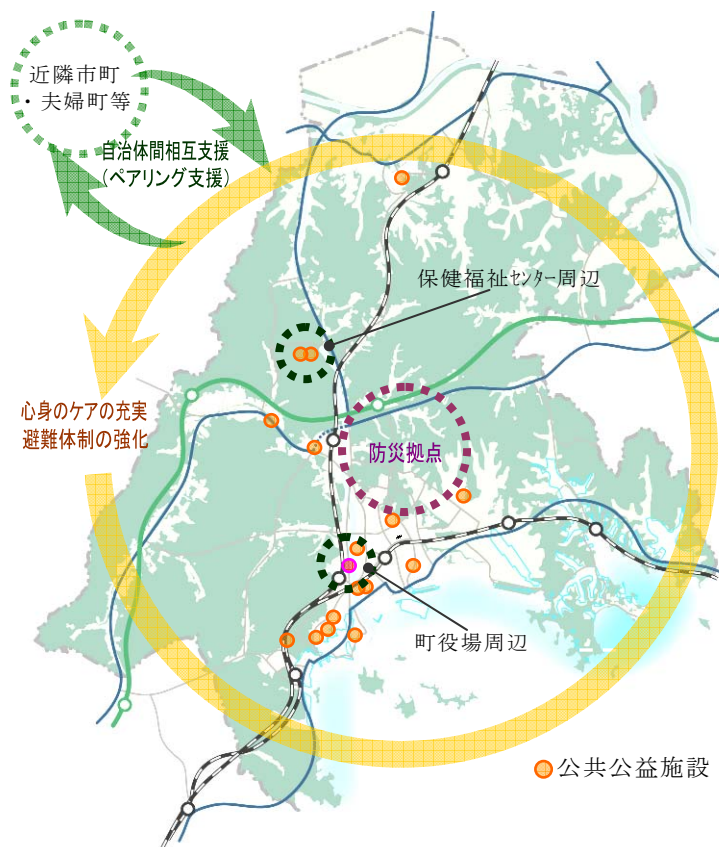 近隣市町
・夫婦町等
自治体間相互支援
(ペアリング支援)
保健福祉センター周辺
心身のケアの充実
避難体制の強化
防災拠点
町役場周辺
公共公益施設